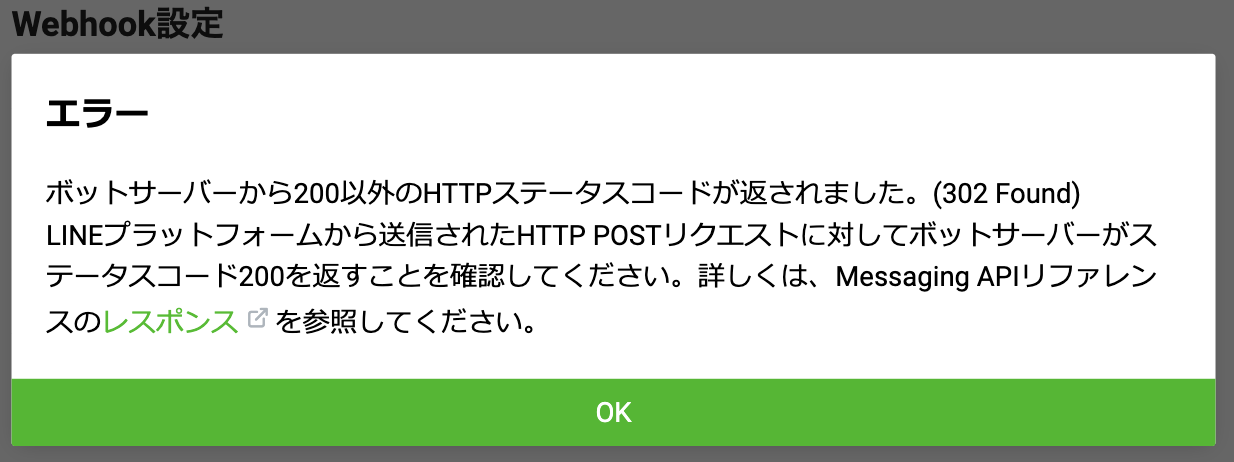 Webhook設定
エラー
ボットサーバーから200以外のHTTPステータスコードが返されました。(302 Found)
LINEプラットフォームから送信されたHTTP POSTリクエストに対してボットサーバーがス
テータスコード200を返すことを確認してください。詳しくは、Messaging APIリファレン
スのレスポンス を参照してください。
OK